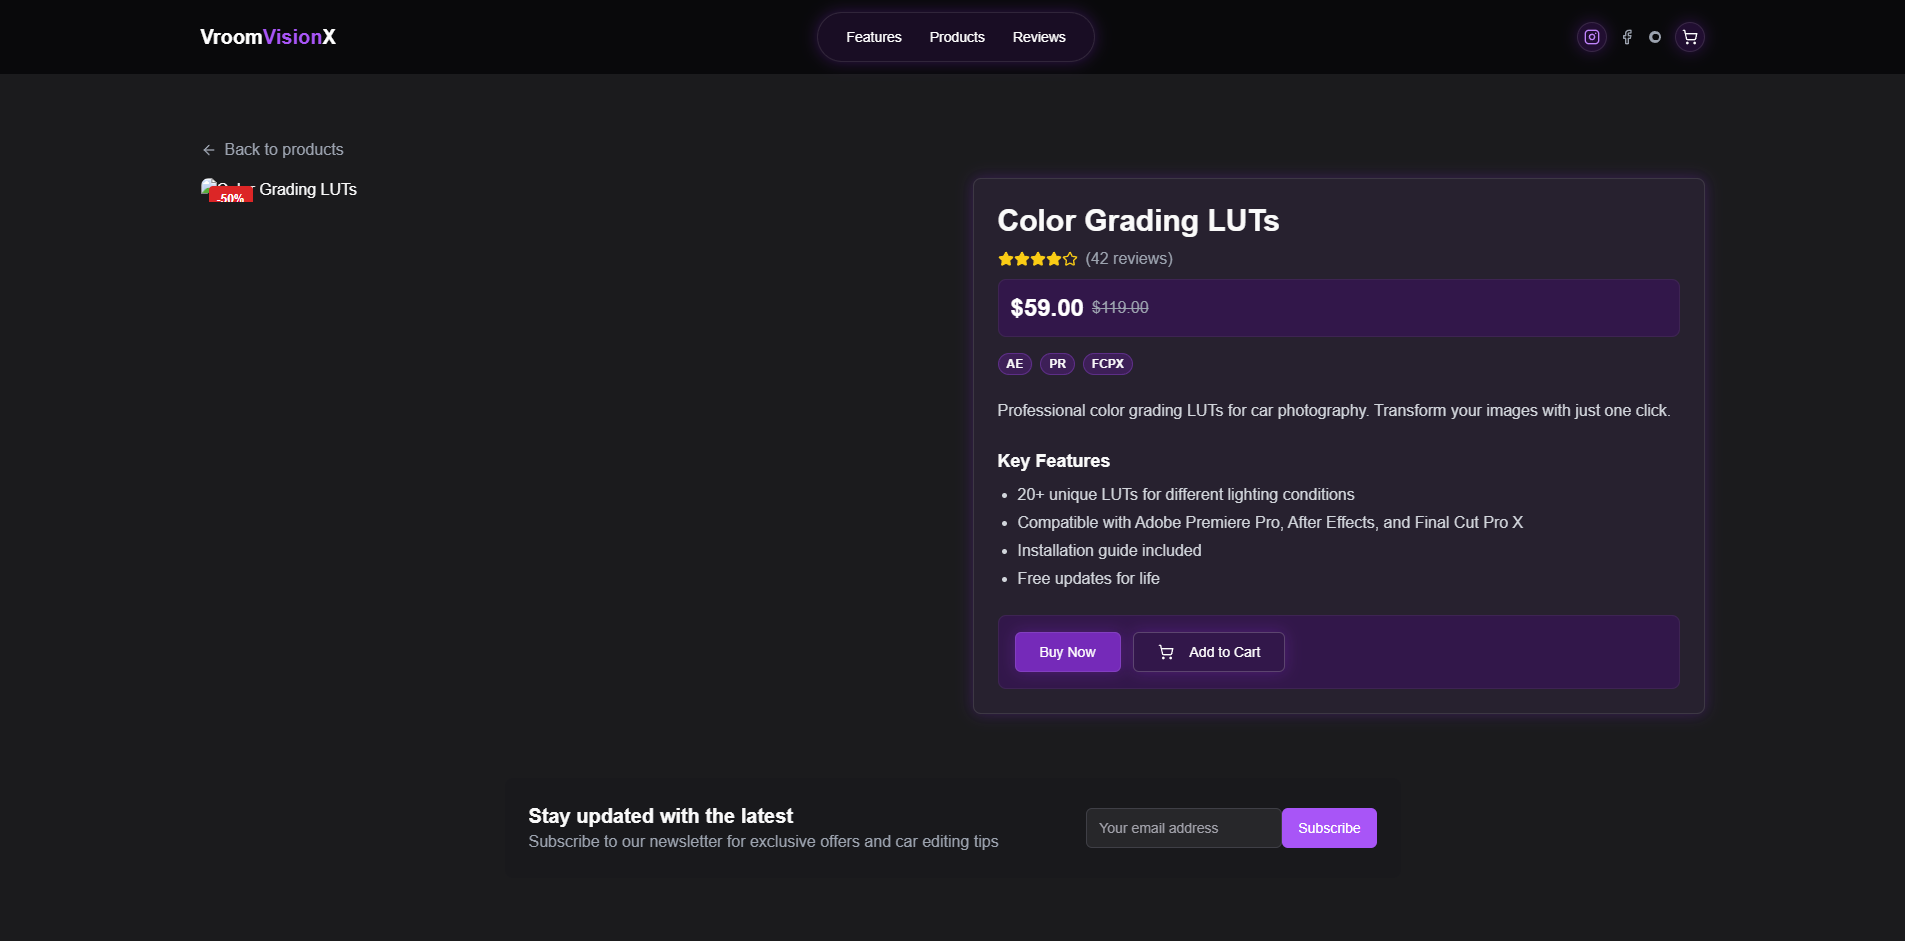 VroomVisionX
Features Products Reviews
Back to products
Color Grading LUTs
-50%
Color Grading LUTs
(42 reviews)
$59.00 $119.00
AE PR FCPX
Professional color grading LUTs for car photography. Transform your images with just one click.
Key Features
20+ unique LUTs for different lighting conditions
Compatible with Adobe Premiere Pro, After Effects, and Final Cut Pro X
Installation guide included
Free updates for life
Buy Now Add to Cart
Stay updated with the latest
Subscribe to our newsletter for exclusive offers and car editing tips
Your email address Subscribe